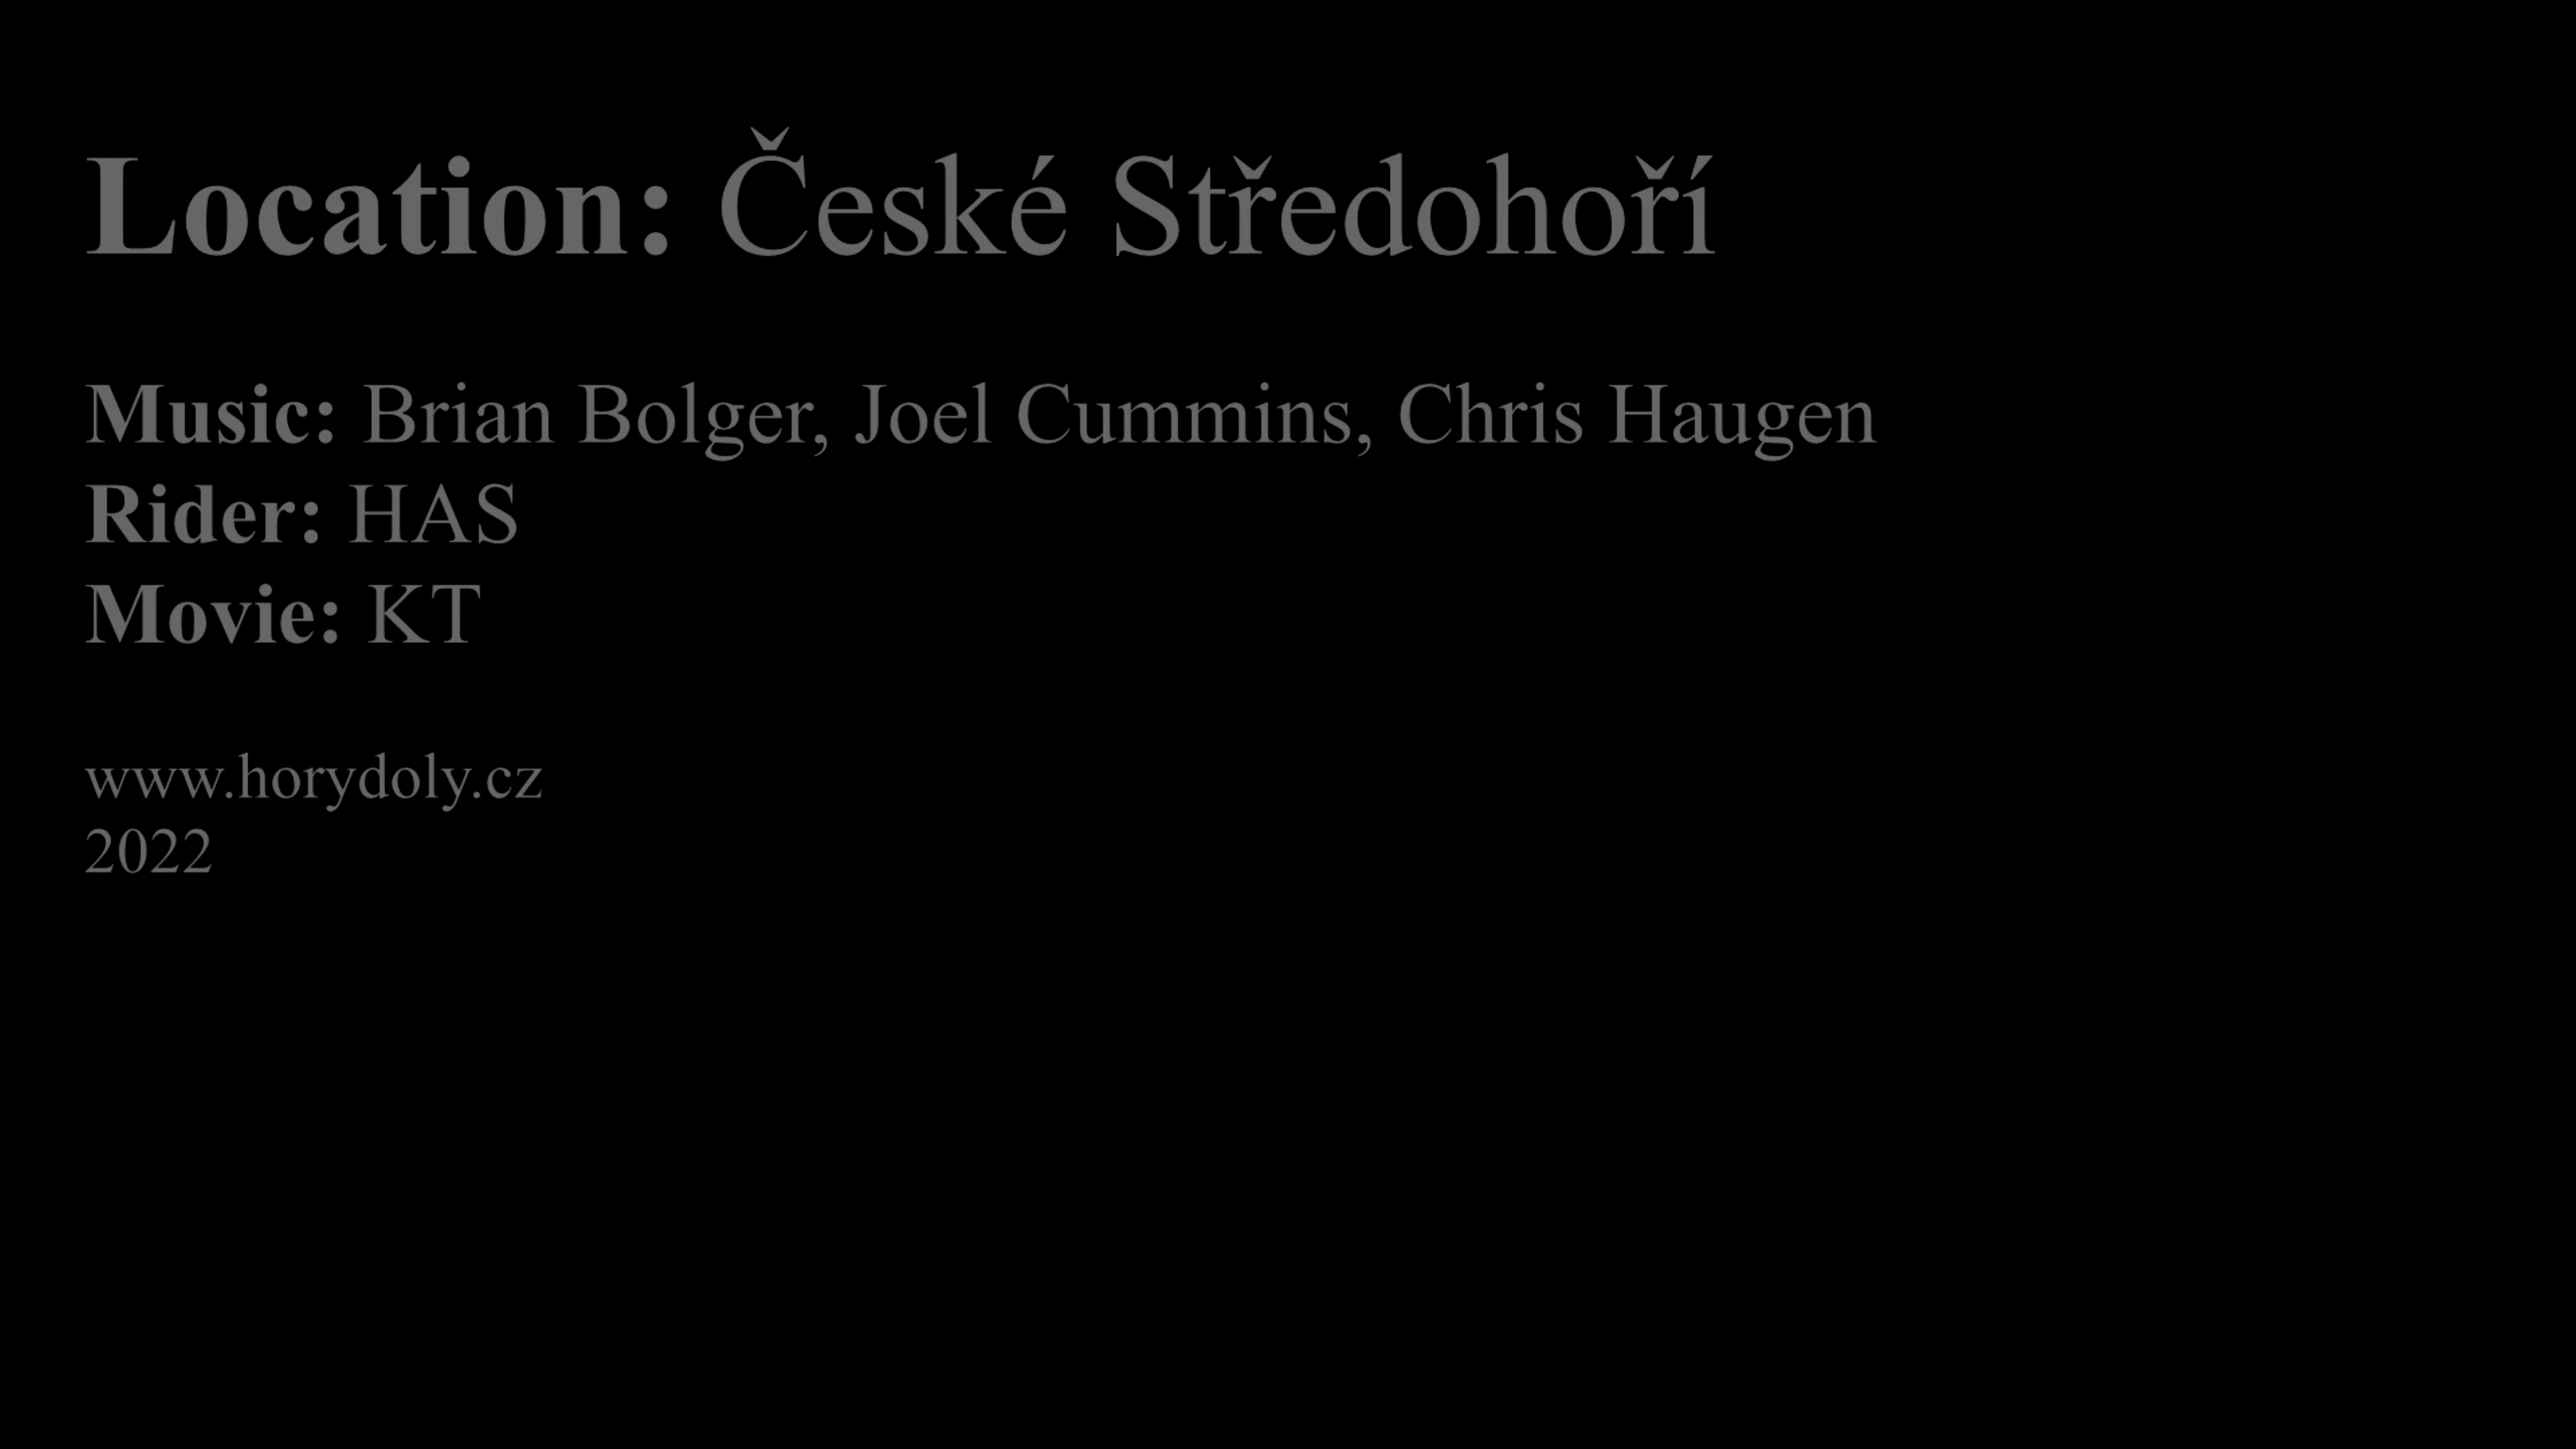 Location: České Středohoří
Music: Brian Bolger, Joel Cummins, Chris Haugen
Rider: HAS
Movie: KT
www.horydoly.cz
2022